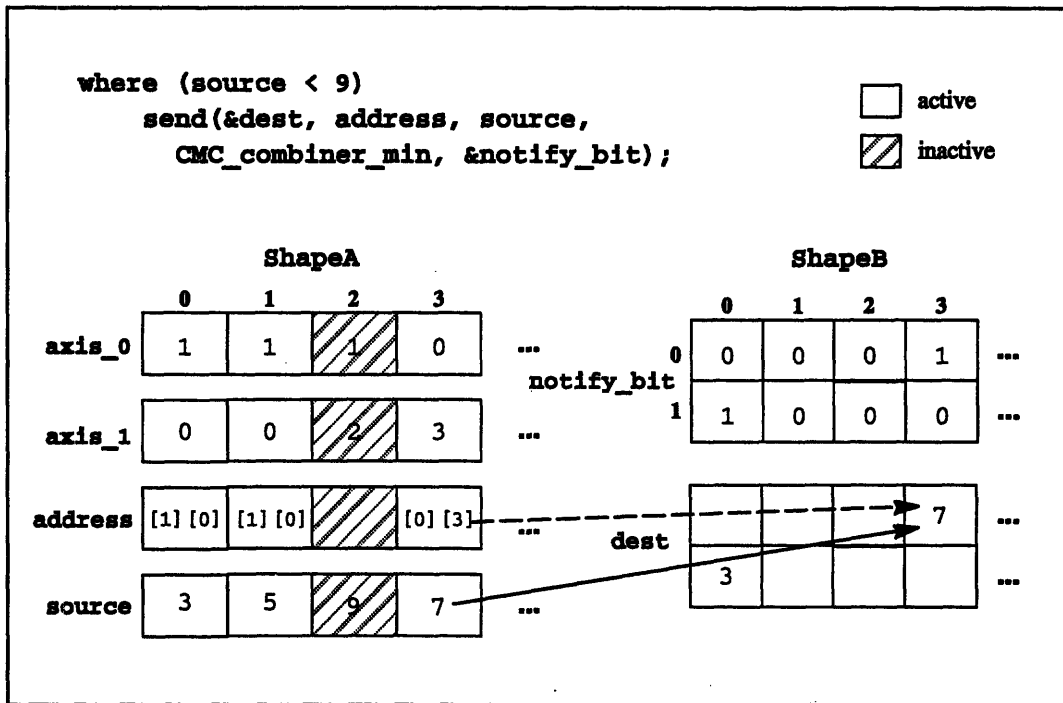 where (source < 9)
send(&dest, address, source,
CMC_combiner_min, &notify_bit);
active
inactive
ShapeA
0 1 2 3
axis_0 1 1 1 0 ...
axis_1 0 0 2 3 ...
address [1][0] [1][0] [0][3] ...
source 3 5 9 7 ...
ShapeB
0 1 2 3
0 0 0 0 1 ...
notify_bit
1 1 0 0 0 ...
7 ...
dest
3 ...